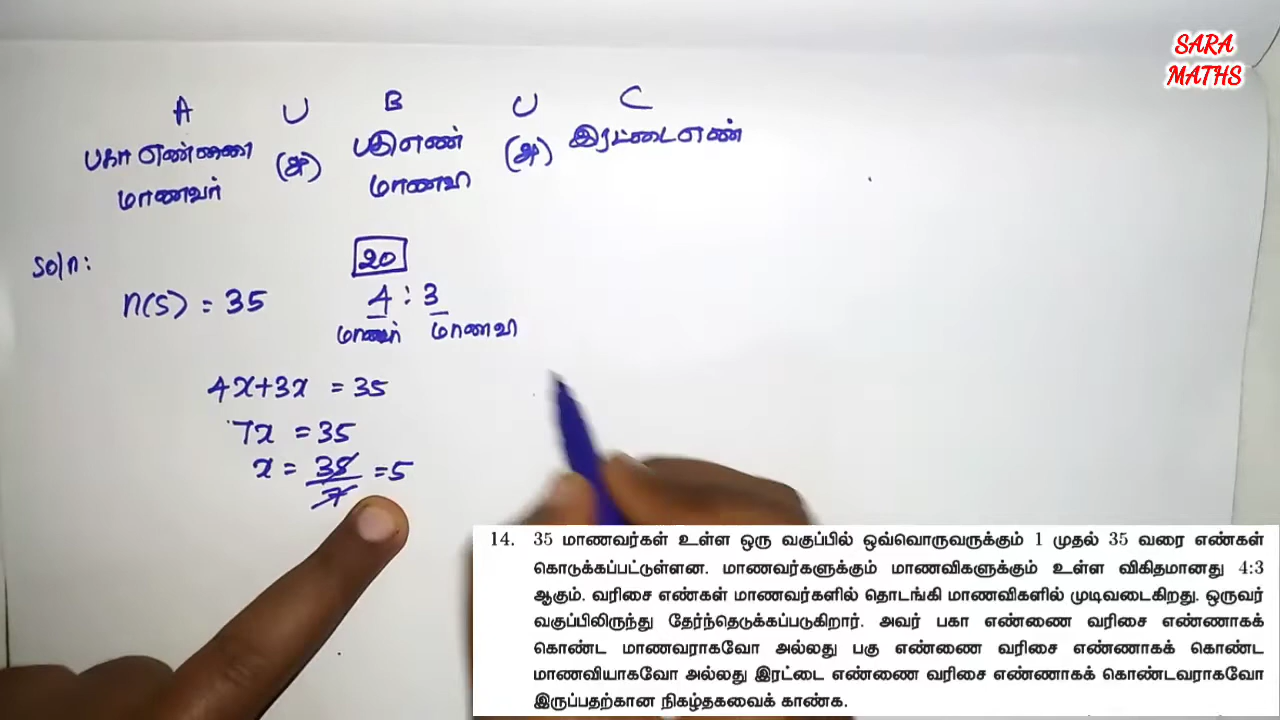 SARA
MATHS
A U B U C
பகா எண்ணை (அ) பகு எண் (அ) இரட்டை எண்
மாணவர் மாணவி
Soln:
20
n(S) = 35 4 : 3
மாணவர் மாணவி
4x+3x = 35
7x = 35
x = 35/7 = 5
14. 35 மாணவர்கள் உள்ள ஒரு வகுப்பில் ஒவ்வொருவருக்கும் 1 முதல் 35 வரை எண்கள்
கொடுக்கப்பட்டுள்ளன. மாணவர்களுக்கும் மாணவிகளுக்கும் உள்ள விகிதமானது 4:3
ஆகும். வரிசை எண்கள் மாணவர்களில் தொடங்கி மாணவிகளில் முடிவடைகிறது. ஒருவர்
வகுப்பிலிருந்து தேர்ந்தெடுக்கப்படுகிறார். அவர் பகா எண்ணை வரிசை எண்ணாகக்
கொண்ட மாணவராகவோ அல்லது பகு எண்ணை வரிசை எண்ணாகக் கொண்ட
மாணவியாகவோ அல்லது இரட்டை எண்ணை வரிசை எண்ணாகக் கொண்டவராகவோ
இருப்பதற்கான நிகழ்தகவைக் காண்க.